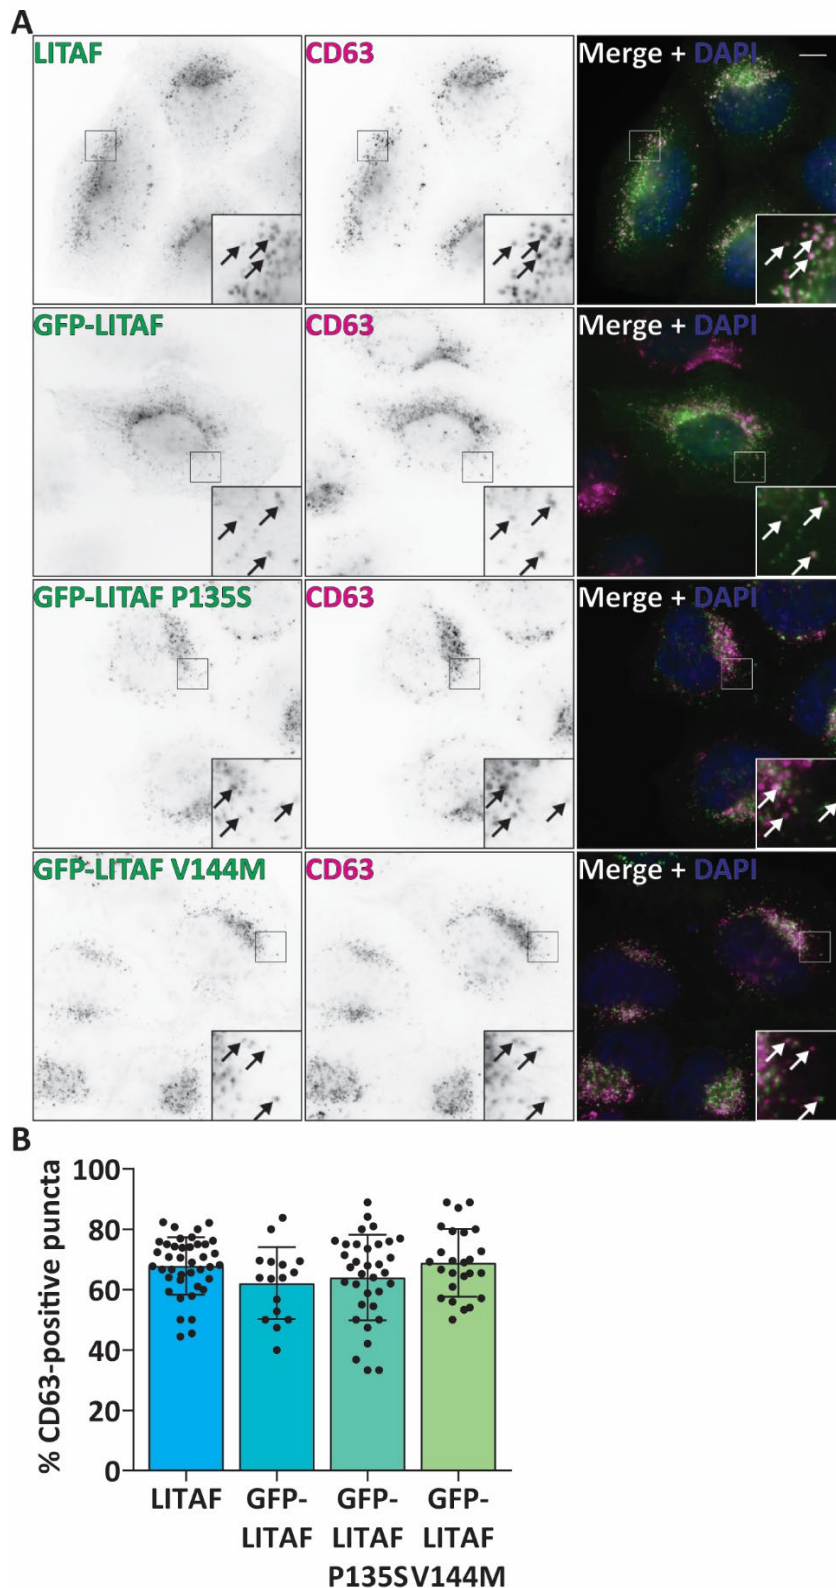 A
LITAF CD63 Merge + DAPI
GFP-LITAF CD63 Merge + DAPI
GFP-LITAF P135S CD63 Merge + DAPI
GFP-LITAF V144M CD63 Merge + DAPI
B
% CD63-positive puncta
100
80
60
40
20
0
LITAF GFP- GFP- GFP-
LITAF LITAF LITAF
P135S V144M